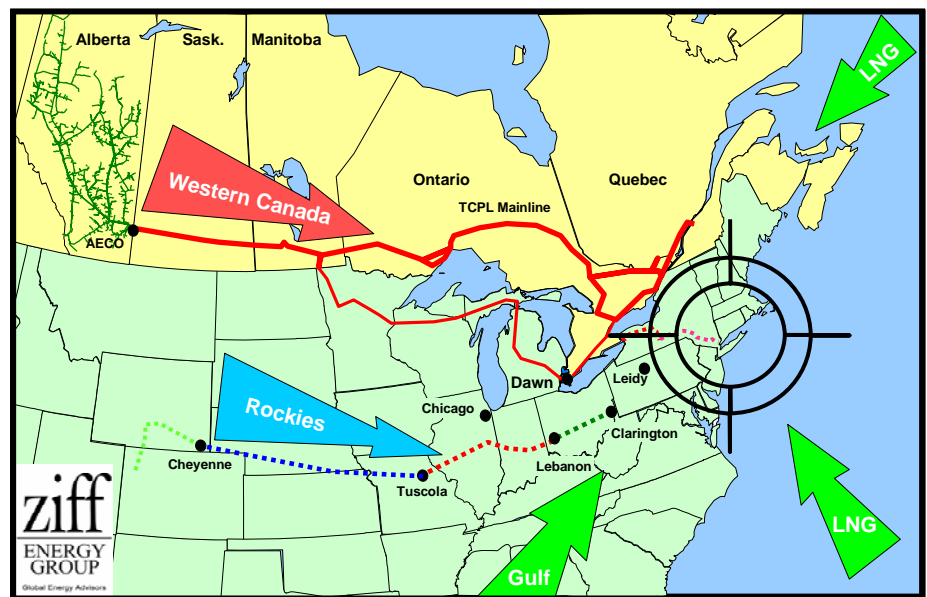 Alberta
Sask.
Manitoba
LNG
Western Canada
Ontario
Quebec
TCPL Mainline
AECO
Dawn
Leidy
Rockies
Chicago
Clarington
Cheyenne
Lebanon
Tuscola
ziff
ENERGY
GROUP
Global Energy Advisors
Gulf
LNG